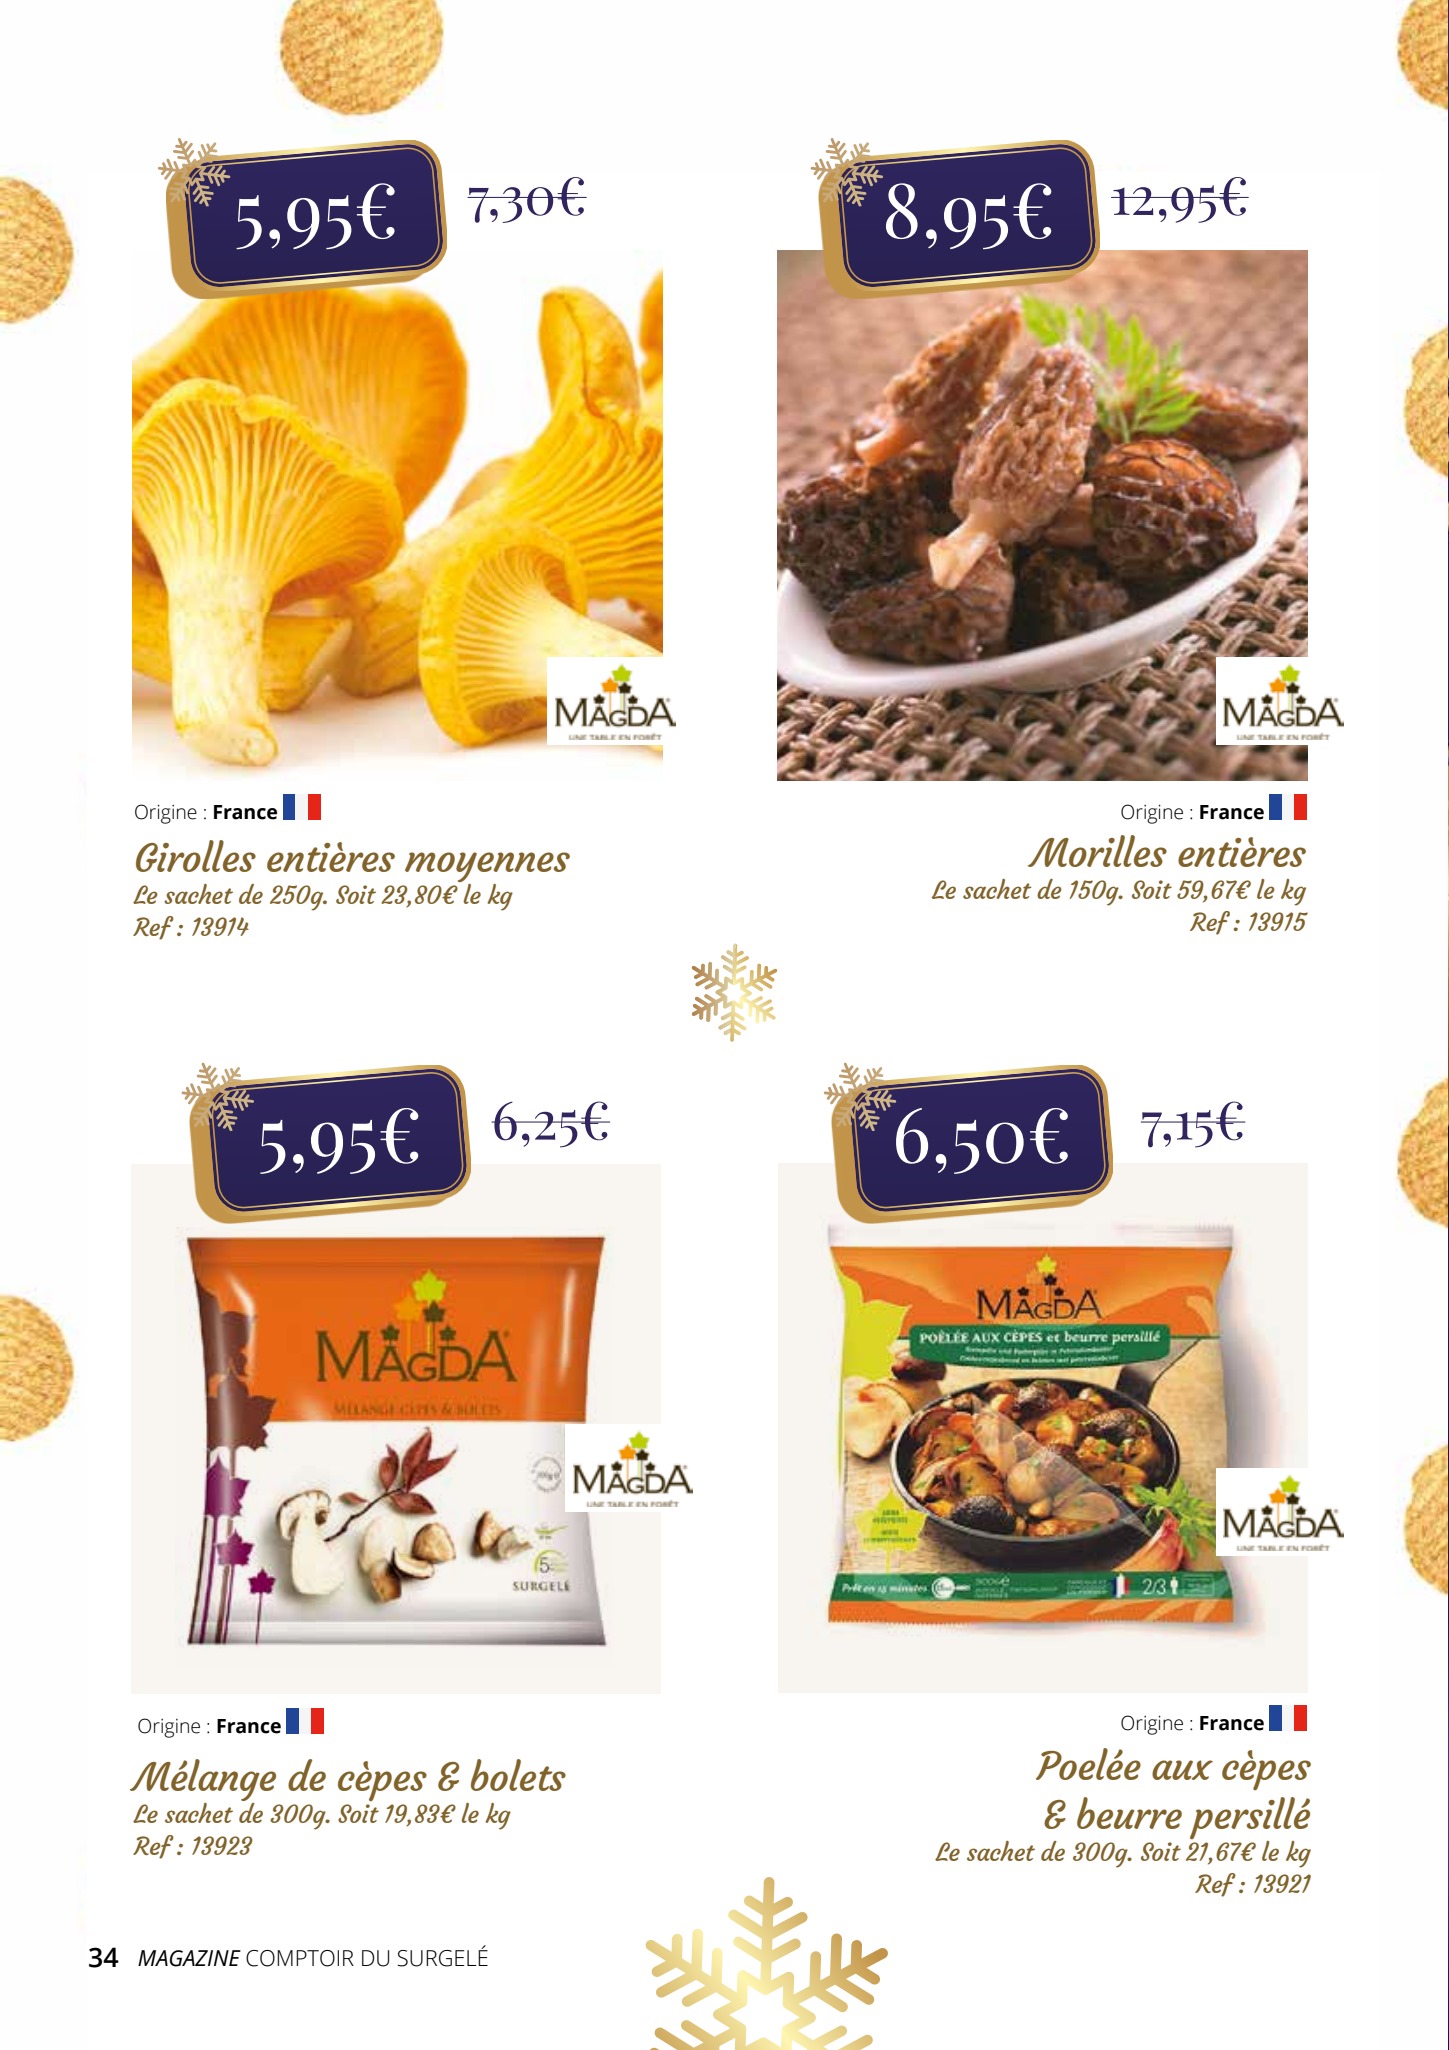 5,95€
7,30€
8,95€
12,95€
MAGDA
UNE TABLE EN FORÊT
MAGDA
UNE TABLE EN FORÊT
Origine : France
Girolles entières moyennes
Le sachet de 250g. Soit 23,80€ le kg
Ref : 13914
Origine : France
Morilles entières
Le sachet de 150g. Soit 59,67€ le kg
Ref : 13915
5,95€
6,25€
6,50€
7,15€
MAGDA
MÉLANGE CÈPES & BOLETS
SURGELÉ
MAGDA
UNE TABLE EN FORÊT
MAGDA
POÊLÉE AUX CÈPES et beurre persillé
Prêt en 15 minutes
300g
2/3
MAGDA
UNE TABLE EN FORÊT
Origine : France
Mélange de cèpes & bolets
Le sachet de 300g. Soit 19,83€ le kg
Ref : 13923
Origine : France
Poelée aux cèpes
& beurre persillé
Le sachet de 300g. Soit 21,67€ le kg
Ref : 13921
34 MAGAZINE COMPTOIR DU SURGELÉ